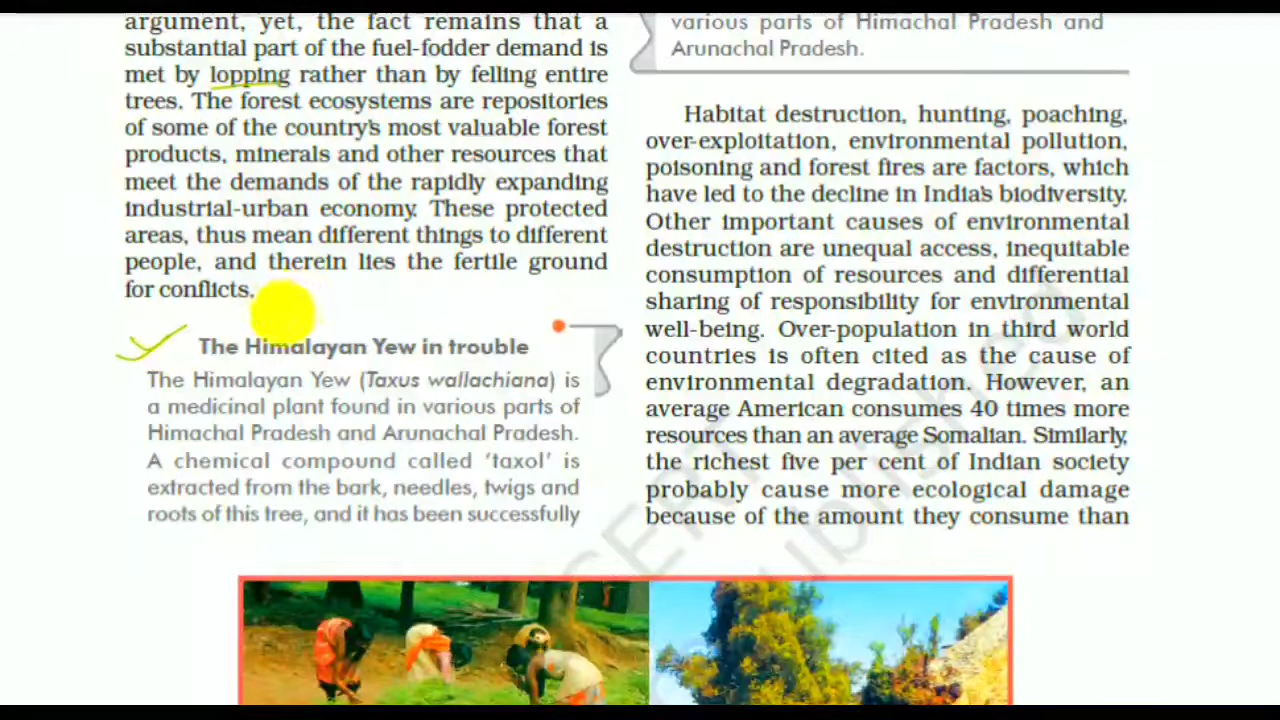 argument, yet, the fact remains that a
substantial part of the fuel-fodder demand is
met by lopping rather than by felling entire
trees. The forest ecosystems are repositories
of some of the country's most valuable forest
products, minerals and other resources that
meet the demands of the rapidly expanding
industrial-urban economy. These protected
areas, thus mean different things to different
people, and therein lies the fertile ground
for conflicts.
The Himalayan Yew in trouble
The Himalayan Yew (Taxus wallachiana) is
a medicinal plant found in various parts of
Himachal Pradesh and Arunachal Pradesh.
A chemical compound called ‘taxol’ is
extracted from the bark, needles, twigs and
roots of this tree, and it has been successfully
various parts of Himachal Pradesh and
Arunachal Pradesh.
Habitat destruction, hunting, poaching,
over-exploitation, environmental pollution,
poisoning and forest fires are factors, which
have led to the decline in India's biodiversity.
Other important causes of environmental
destruction are unequal access, inequitable
consumption of resources and differential
sharing of responsibility for environmental
well-being. Over-population in third world
countries is often cited as the cause of
environmental degradation. However, an
average American consumes 40 times more
resources than an average Somalian. Similarly,
the richest five per cent of Indian society
probably cause more ecological damage
because of the amount they consume than